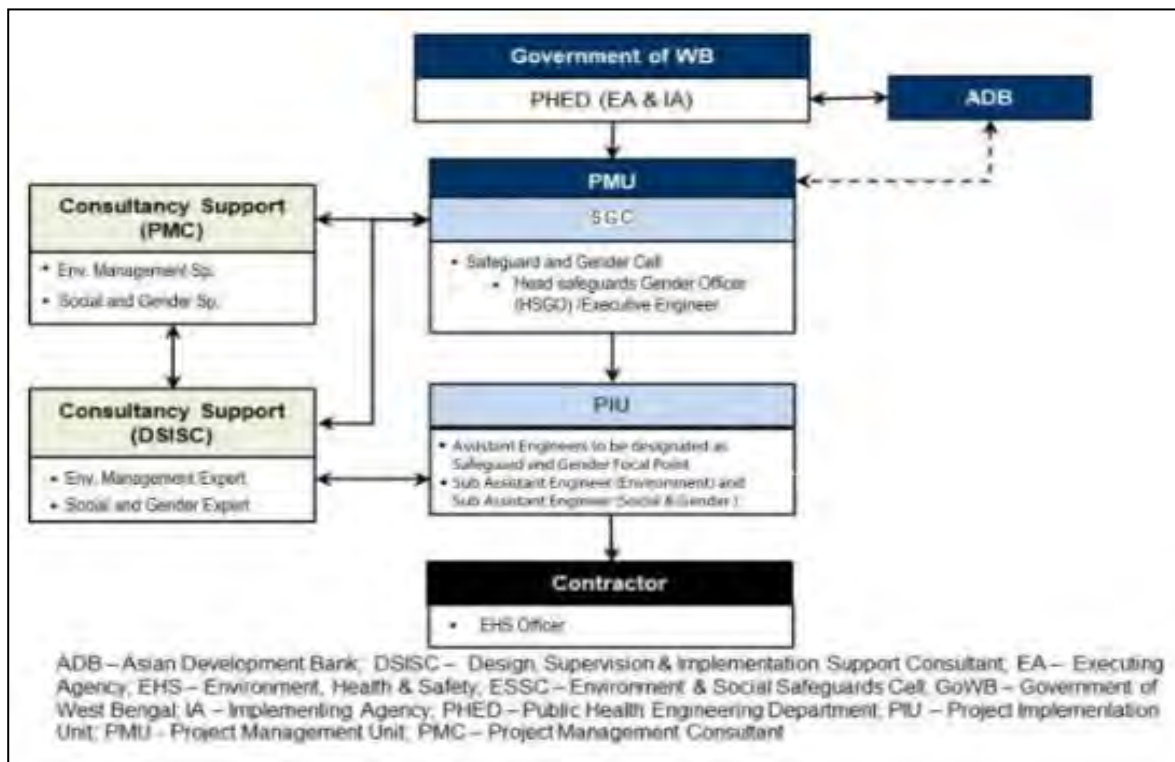 Government of WB
PHED (EA & IA)
ADB
PMU
SGC
• Safeguard and Gender Cell
• Head safeguards Gender Officer
(HSGO) /Executive Engineer
Consultancy Support
(PMC)
• Env. Management Sp.
• Social and Gender Sp.
Consultancy Support
(DSISC)
• Env. Management Expert
• Social and Gender Expert
PIU
• Assistant Engineers to be designated as
Safeguard and Gender Focal Point
• Sub Assistant Engineer (Environment) and
Sub Assistant Engineer (Social & Gender )
Contractor
• EHS Officer
ADB – Asian Development Bank; DSISC – Design, Supervision & Implementation Support Consultant; EA – Executing
Agency; EHS – Environment, Health & Safety; ESSC – Environment & Social Safeguards Cell; GoWB – Government of
West Bengal; IA – Implementing Agency; PHED – Public Health Engineering Department; PIU – Project Implementation
Unit; PMU - Project Management Unit; PMC – Project Management Consultant